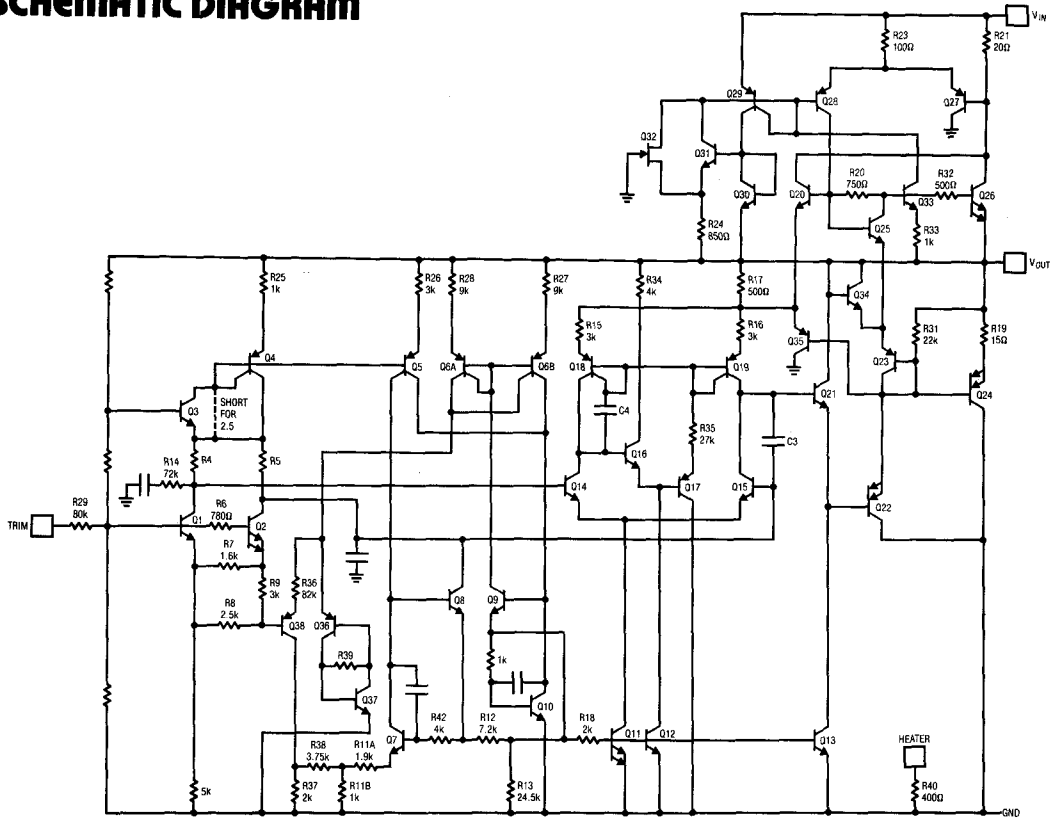 SCHEMATIC DIAGRAM
VIN
R23
100Ω
R21
20Ω
Q29
Q28
Q27
Q32
Q31
Q30
Q20
R20
750Ω
R32
500Ω
Q33
Q26
Q25
R24
850Ω
R33
1k
VOUT
R25
1k
R26
3k
R28
9k
R27
9k
R34
4k
R17
500Ω
Q34
R15
3k
R16
3k
Q35
R31
22k
R19
15Ω
Q4
Q5
Q6A
Q6B
Q18
Q19
Q23
Q24
Q3
SHORT
FOR
2.5
C4
Q21
R35
27k
C3
R14
72k
R4
R5
Q16
Q14
Q17
Q15
R29
80k
TRIM
Q1
R6
780Ω
Q2
Q22
R7
1.6k
R9
3k
R36
82k
R8
2.5k
Q38
Q36
Q8
Q9
R39
1k
Q37
Q10
R42
4k
R12
7.2k
R18
2k
Q7
Q11
Q12
Q13
R38
3.75k
R11A
1.9k
HEATER
5k
R37
2k
R11B
1k
R13
24.5k
R40
400Ω
GND